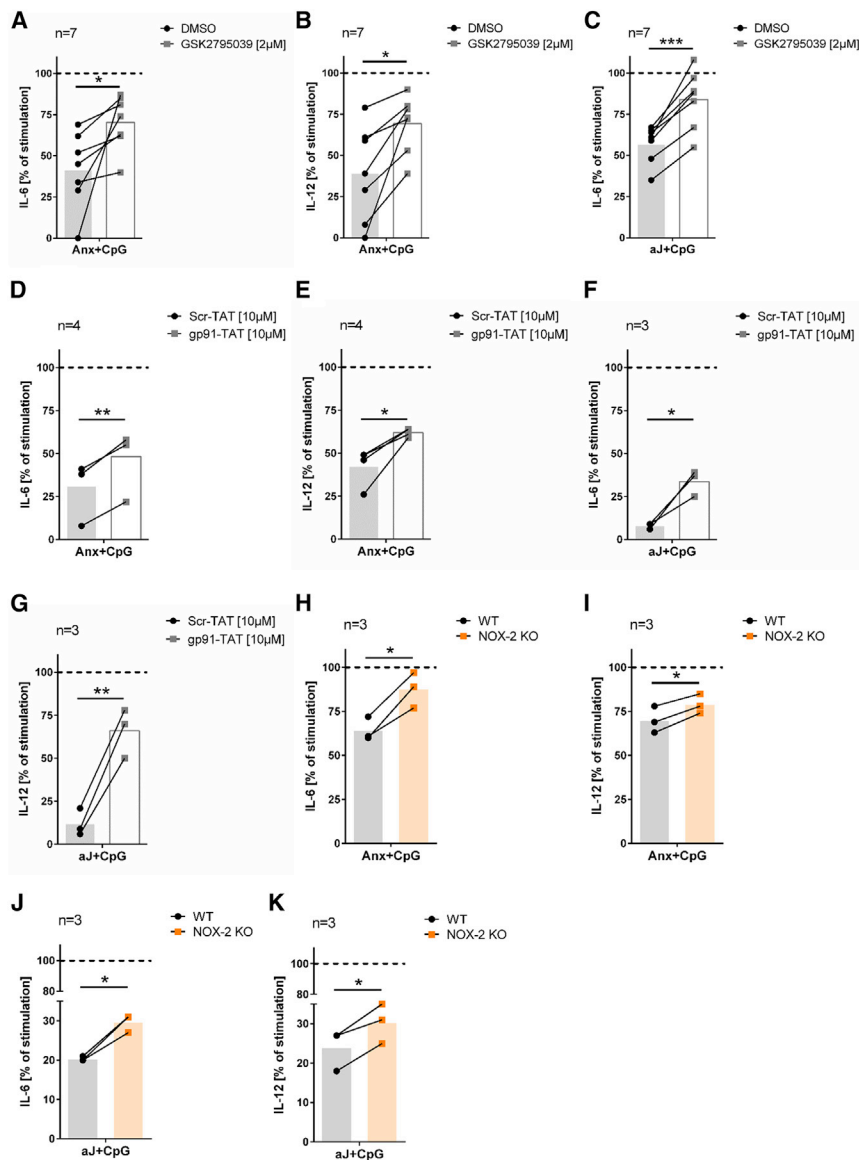 A
n=7
DMSO
GSK2795039 [2μM]
IL-6 [% of stimulation]
100
75
50
25
0
*
Anx+CpG
B
n=7
DMSO
GSK2795039 [2μM]
IL-12 [% of stimulation]
100
75
50
25
0
*
Anx+CpG
C
n=7
DMSO
GSK2795039 [2μM]
IL-6 [% of stimulation]
100
75
50
25
0
***
aJ+CpG
D
n=4
Scr-TAT [10μM]
gp91-TAT [10μM]
IL-6 [% of stimulation]
100
75
50
25
0
**
Anx+CpG
E
n=4
Scr-TAT [10μM]
gp91-TAT [10μM]
IL-12 [% of stimulation]
100
75
50
25
0
*
Anx+CpG
F
n=3
Scr-TAT [10μM]
gp91-TAT [10μM]
IL-6 [% of stimulation]
100
75
50
25
0
*
aJ+CpG
G
n=3
Scr-TAT [10μM]
gp91-TAT [10μM]
IL-12 [% of stimulation]
100
75
50
25
0
**
aJ+CpG
H
n=3
WT
NOX-2 KO
IL-6 [% of stimulation]
100
75
50
25
0
*
Anx+CpG
I
n=3
WT
NOX-2 KO
IL-12 [% of stimulation]
100
75
50
25
0
*
Anx+CpG
J
n=3
WT
NOX-2 KO
IL-6 [% of stimulation]
100
80
30
20
10
0
*
aJ+CpG
K
n=3
WT
NOX-2 KO
IL-12 [% of stimulation]
100
80
30
20
10
0
*
aJ+CpG